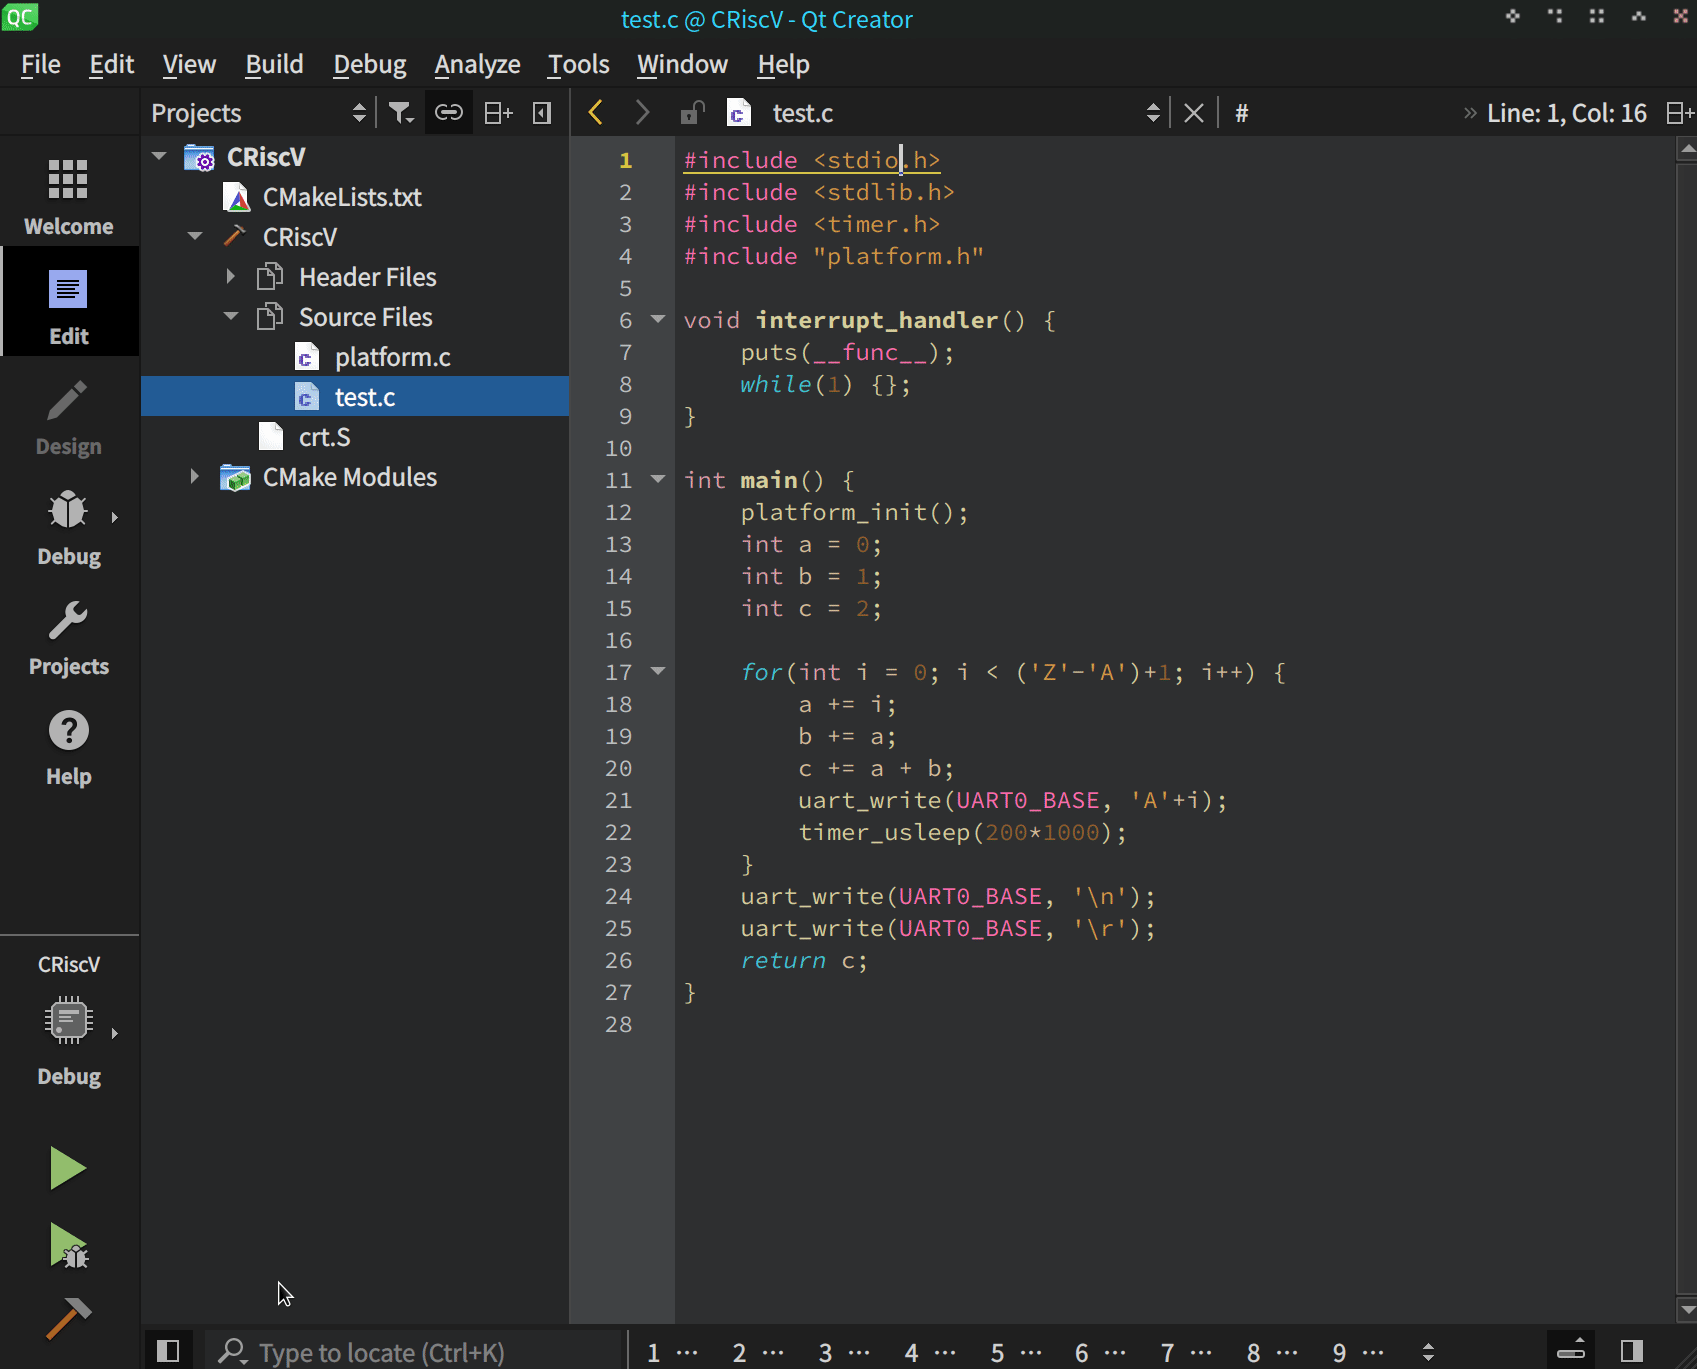 QC
test.c @ CRiscV - Qt Creator
File Edit View Build Debug Analyze Tools Window Help
Projects
test.c
#
» Line: 1, Col: 16
Welcome
Edit
Design
Debug
Projects
Help
CRiscV
Debug
CRiscV
CMakeLists.txt
CRiscV
Header Files
Source Files
platform.c
test.c
crt.S
CMake Modules
1 #include <stdio.h>
2 #include <stdlib.h>
3 #include <timer.h>
4 #include "platform.h"
5
6 void interrupt_handler() {
7     puts(__func__);
8     while(1) {};
9 }
10
11 int main() {
12     platform_init();
13     int a = 0;
14     int b = 1;
15     int c = 2;
16
17     for(int i = 0; i < ('Z'-'A')+1; i++) {
18         a += i;
19         b += a;
20         c += a + b;
21         uart_write(UART0_BASE, 'A'+i);
22         timer_usleep(200*1000);
23     }
24     uart_write(UART0_BASE, '\n');
25     uart_write(UART0_BASE, '\r');
26     return c;
27 }
28
Type to locate (Ctrl+K)
1 ··· 2 ··· 3 ··· 4 ··· 5 ··· 6 ··· 7 ··· 8 ··· 9 ···